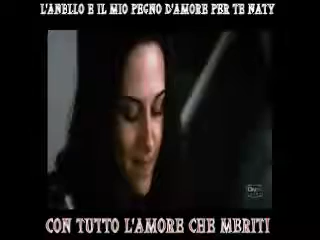 L'ANELLO E IL MIO PEGNO D'AMORE PER TE NATY
CON TUTTO L'AMORE CHE MERITI